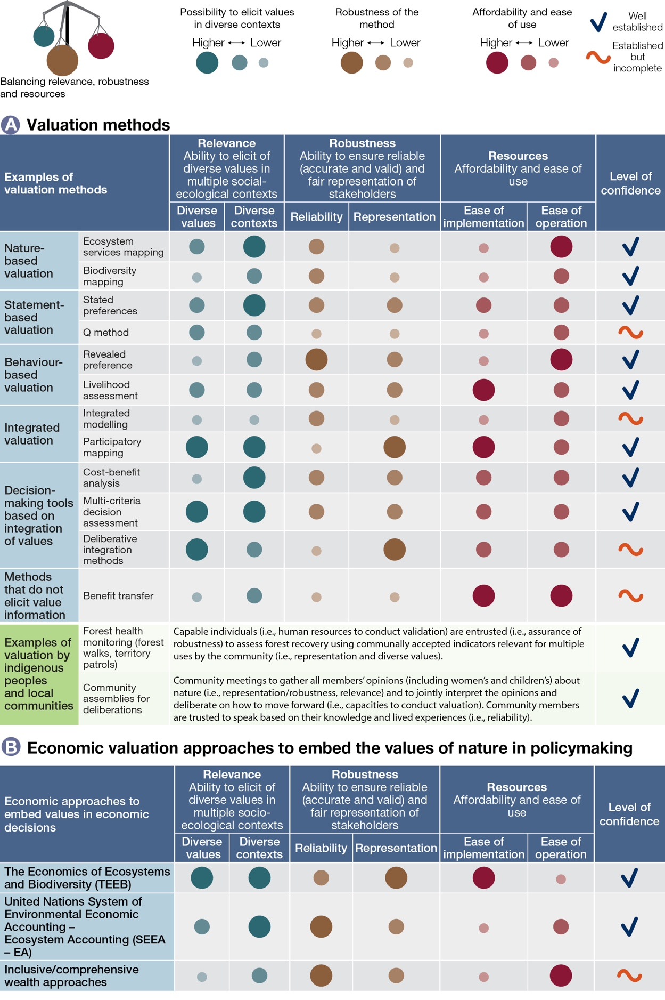 Possibility to elicit values
in diverse contexts
Higher Lower
Robustness of the
method
Higher Lower
Affordability and ease
of use
Higher Lower
Well
established
Established
but
incomplete
Balancing relevance, robustness
and resources
A Valuation methods
Examples of
valuation methods
Relevance
Ability to elicit of
diverse values in
multiple social-
ecological contexts
Robustness
Ability to ensure reliable
(accurate and valid) and
fair representation of
stakeholders
Resources
Affordability and ease of
use
Level of
confidence
Diverse
values
Diverse
contexts
Reliability
Representation
Ease of
implementation
Ease of
operation
Nature-
based
valuation
Ecosystem
services mapping
Biodiversity
mapping
Statement-
based
valuation
Stated
preferences
Q method
Behaviour-
based
valuation
Revealed
preference
Livelihood
assessment
Integrated
valuation
Integrated
modelling
Participatory
mapping
Decision-
making tools
based on
integration
of values
Cost-benefit
analysis
Multi-criteria
decision
assessment
Deliberative
integration
methods
Methods
that do not
elicit value
information
Benefit transfer
Examples of
valuation by
indigenous
peoples
and local
communities
Forest health
monitoring (forest
walks, territory
patrols)
Capable individuals (i.e., human resources to conduct validation) are entrusted (i.e., assurance of
robustness) to assess forest recovery using communally accepted indicators relevant for multiple
uses by the community (i.e., representation and diverse values).
Community
assemblies for
deliberations
Community meetings to gather all members' opinions (including women's and children's) about
nature (i.e., representation/robustness, relevance} and to jointly interpret the opinions and
deliberate on how to move forward (i.e., capacities to conduct valuation). Community members
are trusted to speak based on their knowledge and lived experiences (i.e., reliability).
B Economic valuation approaches to embed the values of nature in policymaking
Economic approaches to
embed values in economic
decisions
Relevance
Ability to elicit of
diverse values in
multiple socio-
ecological contexts
Robustness
Ability to ensure reliable
(accurate and valid) and
fair representation of
stakeholders
Resources
Affordability and ease of
use
Level of
confidence
Diverse
values
Diverse
contexts
Reliability
Representation
Ease of
implementation
Ease of
operation
The Economics of Ecosystems
and Biodiversity (TEEB)
United Nations System of
Environmental Economic
Accounting –
Ecosystem Accounting (SEEA
– EA)
Inclusive/comprehensive
wealth approaches